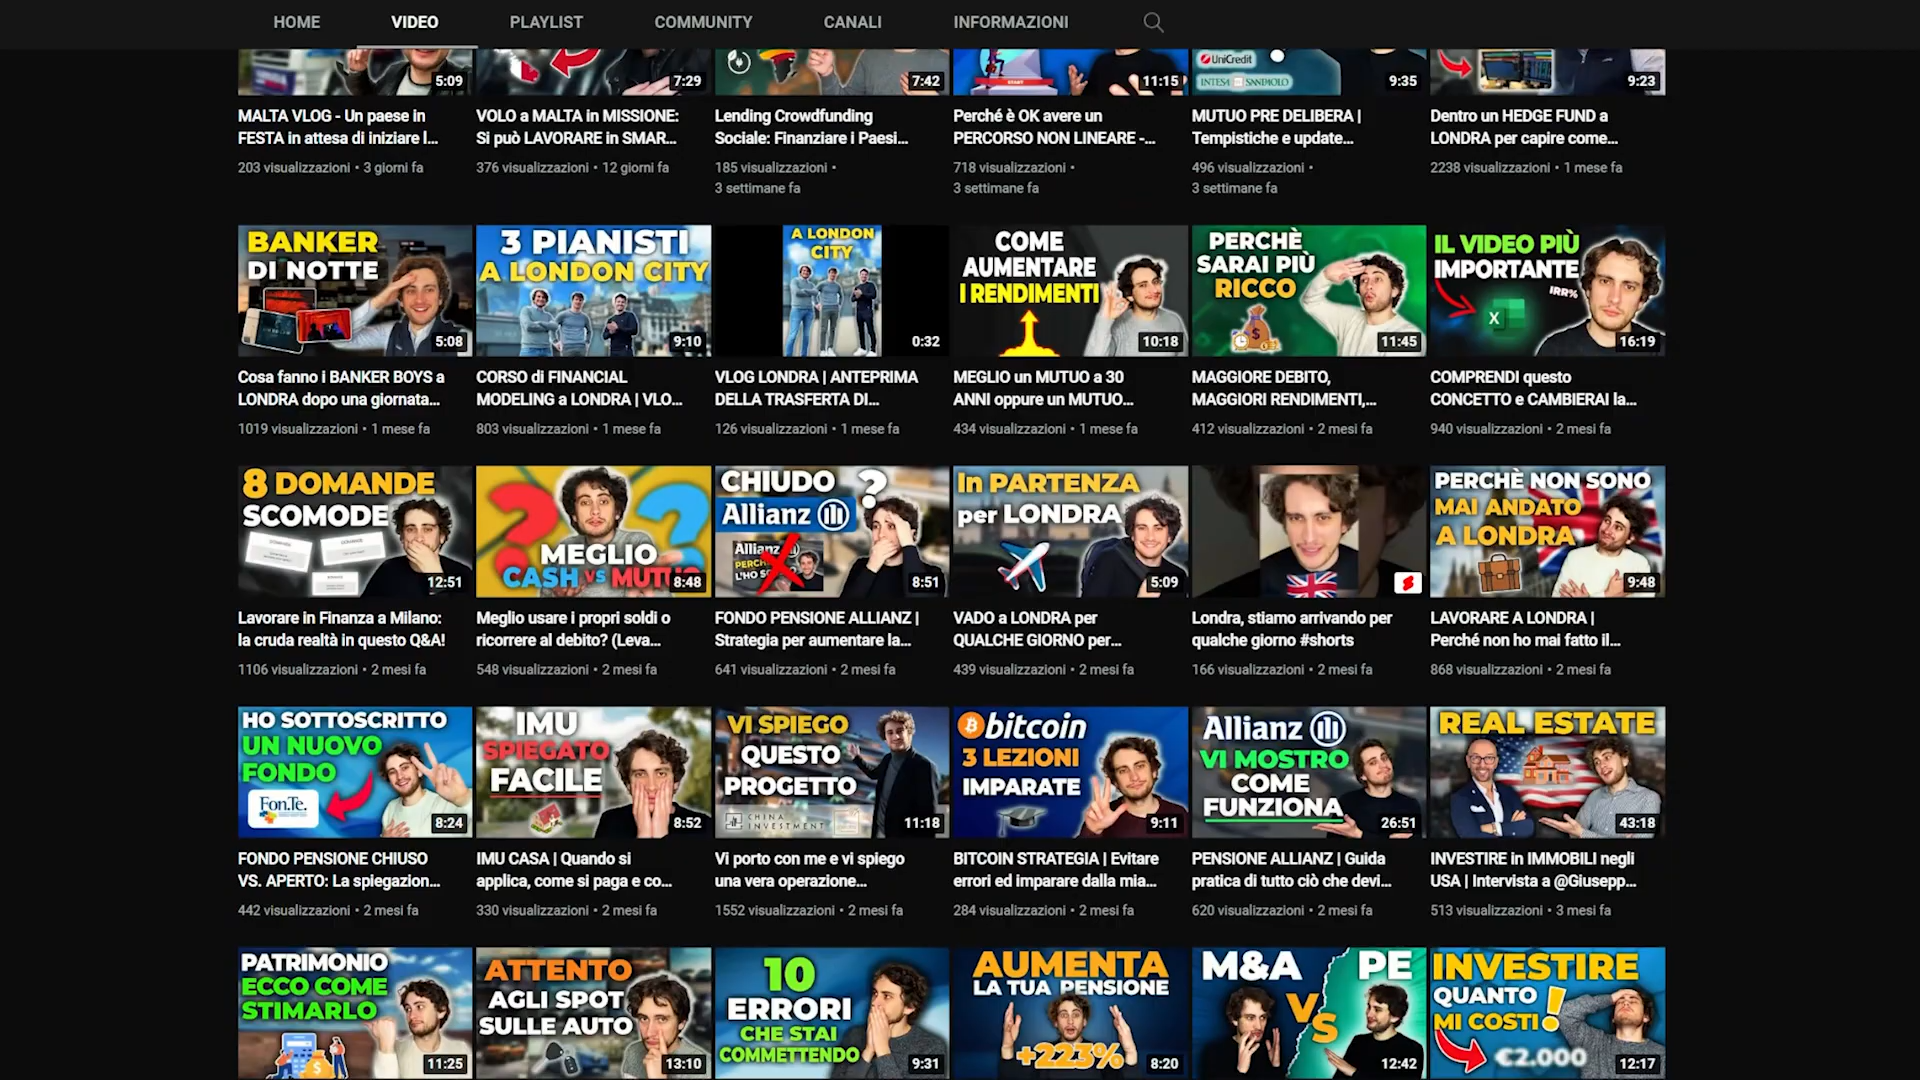 HOME
VIDEO
PLAYLIST
COMMUNITY
CANALI
INFORMAZIONI
5:09
7:29
7:42
START
11:15
UniCredit
INTESA SANPAOLO
9:35
9:23
MALTA VLOG - Un paese in
FESTA in attesa di iniziare l...
203 visualizzazioni • 3 giorni fa
VOLO a MALTA in MISSIONE:
Si può LAVORARE in SMAR...
376 visualizzazioni • 12 giorni fa
Lending Crowdfunding
Sociale: Finanziare i Paesi...
185 visualizzazioni •
3 settimane fa
Perché è OK avere un
PERCORSO NON LINEARE -...
718 visualizzazioni •
3 settimane fa
MUTUO PRE DELIBERA |
Tempistiche e update...
496 visualizzazioni •
3 settimane fa
Dentro un HEDGE FUND a
LONDRA per capire come...
2238 visualizzazioni • 1 mese fa
BANKER
DI NOTTE
5:08
3 PIANISTI
A LONDON CITY
9:10
A LONDON
CITY
0:32
COME
AUMENTARE
I RENDIMENTI
10:18
PERCHÈ
SARAI PIÙ
RICCO
11:45
IL VIDEO PIÙ
IMPORTANTE
IRR%
X
16:19
Cosa fanno i BANKER BOYS a
LONDRA dopo una giornata...
1019 visualizzazioni • 1 mese fa
CORSO di FINANCIAL
MODELING a LONDRA | VLO...
803 visualizzazioni • 1 mese fa
VLOG LONDRA | ANTEPRIMA
DELLA TRASFERTA DI...
126 visualizzazioni • 1 mese fa
MEGLIO un MUTUO a 30
ANNI oppure un MUTUO...
434 visualizzazioni • 1 mese fa
MAGGIORE DEBITO,
MAGGIORI RENDIMENTI,...
412 visualizzazioni • 2 mesi fa
COMPRENDI questo
CONCETTO e CAMBIERAI la...
940 visualizzazioni • 2 mesi fa
8 DOMANDE
SCOMODE
12:51
MEGLIO
CASH VS MUTU
8:48
CHIUDO
Allianz
?
Allianz
8:51
In PARTENZA
per LONDRA
5:09
PERCHÈ NON SONO
MAI ANDATO
A LONDRA
9:48
Lavorare in Finanza a Milano:
la cruda realtà in questo Q&A!
1106 visualizzazioni • 2 mesi fa
Meglio usare i propri soldi o
ricorrere al debito? (Leva...
548 visualizzazioni • 2 mesi fa
FONDO PENSIONE ALLIANZ |
Strategia per aumentare la...
641 visualizzazioni • 2 mesi fa
VADO a LONDRA per
QUALCHE GIORNO per...
439 visualizzazioni • 2 mesi fa
Londra, stiamo arrivando per
qualche giorno #shorts
166 visualizzazioni • 2 mesi fa
LAVORARE A LONDRA |
Perché non ho mai fatto il...
868 visualizzazioni • 2 mesi fa
HO SOTTOSCRITTO
UN NUOVO
FONDO
Fon.Te.
8:24
IMU
SPIEGATO
FACILE
8:52
VI SPIEGO
QUESTO
PROGETTO
CHINA
INVESTMENT
11:18
bitcoin
3 LEZIONI
IMPARATE
9:11
Allianz
VI MOSTRO
COME
FUNZIONA
26:51
REAL ESTATE
43:18
FONDO PENSIONE CHIUSO
VS. APERTO: La spiegazion...
442 visualizzazioni • 2 mesi fa
IMU CASA | Quando si
applica, come si paga e co...
330 visualizzazioni • 2 mesi fa
Vi porto con me e vi spiego
una vera operazione...
1552 visualizzazioni • 2 mesi fa
BITCOIN STRATEGIA | Evitare
errori ed imparare dalla mia...
284 visualizzazioni • 2 mesi fa
PENSIONE ALLIANZ | Guida
pratica di tutto ciò che devi...
620 visualizzazioni • 2 mesi fa
INVESTIRE in IMMOBILI negli
USA | Intervista a @Giusepp...
513 visualizzazioni • 3 mesi fa
PATRIMONIO
ECCO COME
STIMARLO
11:25
ATTENTO
AGLI SPOT
SULLE AUTO
13:10
10
ERRORI
CHE STAI
COMMETTENDO
9:31
AUMENTA
LA TUA PENSIONE
+223%
8:20
M&A
VS
PE
12:42
INVESTIRE
QUANTO
MI COSTI!
€2.000
12:17